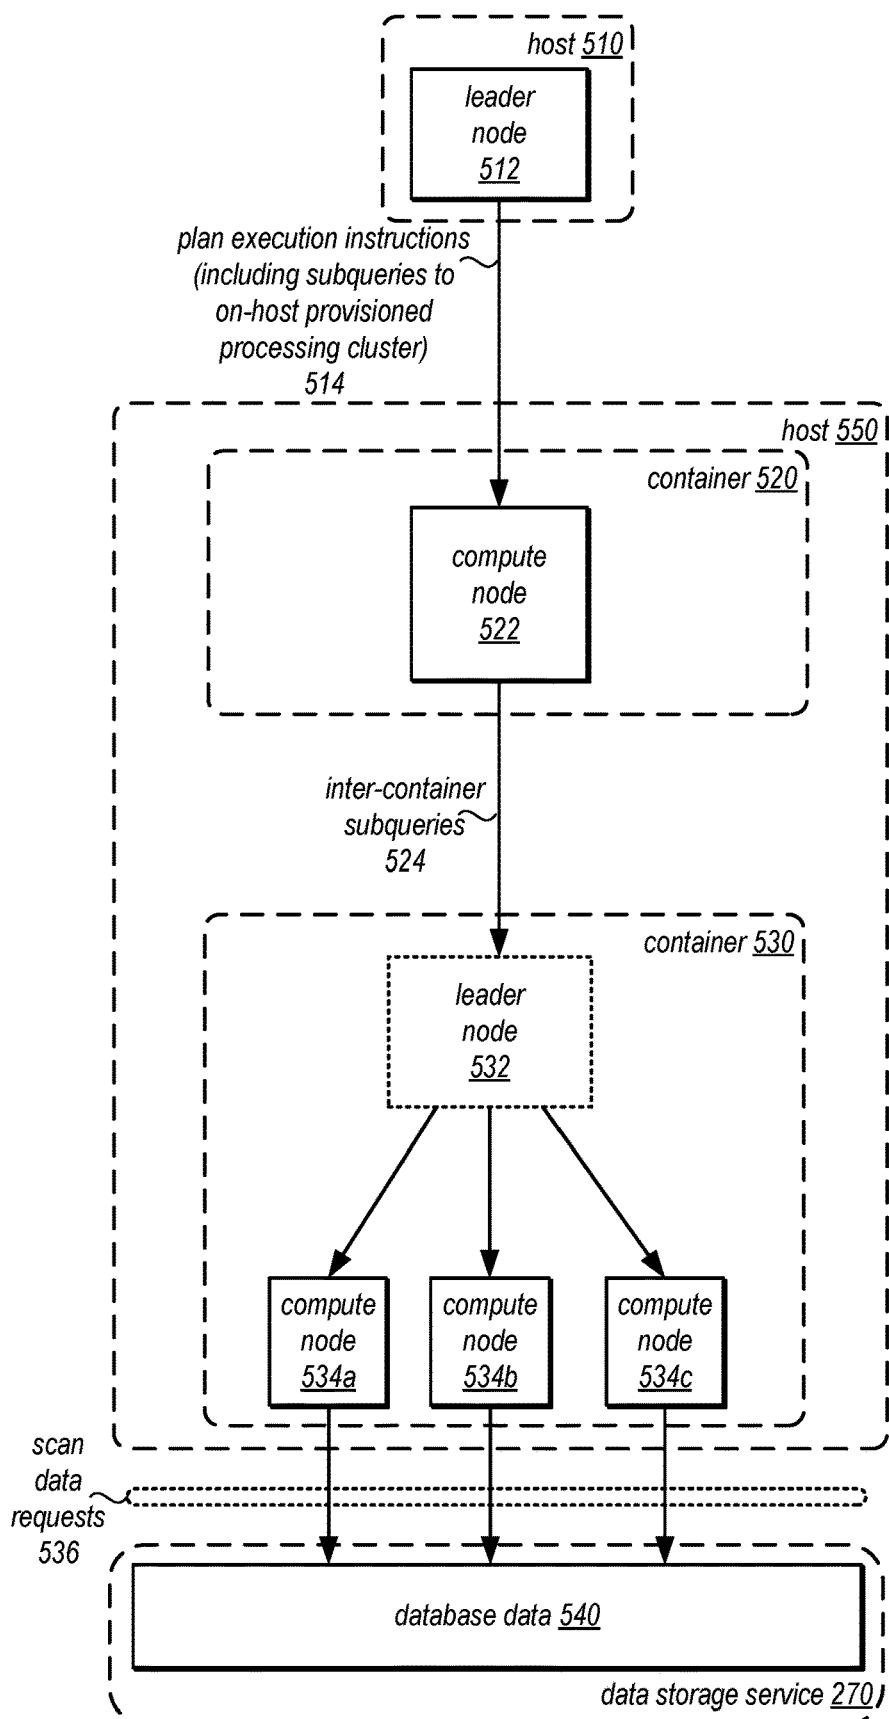 host 510
leader
node
512
plan execution instructions
(including subqueries to
on-host provisioned
processing cluster)
514
host 550
container 520
compute
node
522
inter-container
subqueries
524
container 530
leader
node
532
compute
node
534a
compute
node
534b
compute
node
534c
scan
data
requests
536
database data 540
data storage service 270